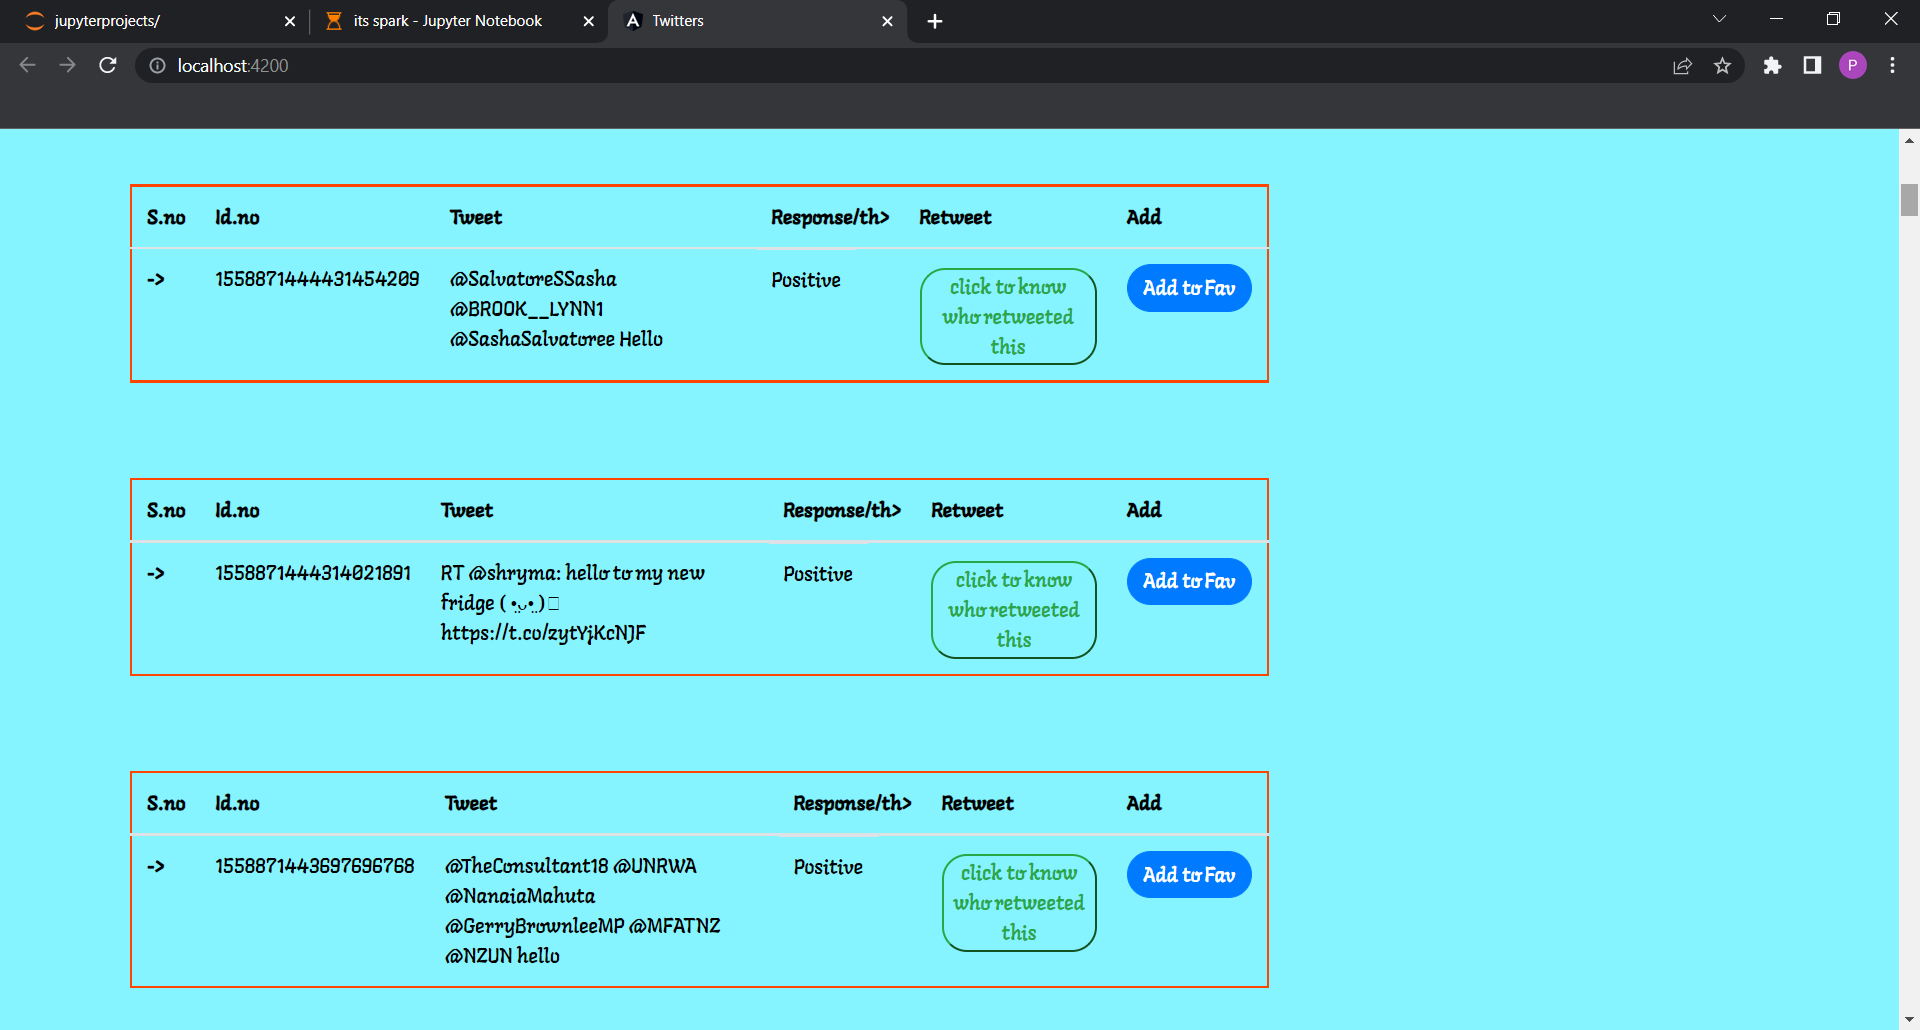 jupyterprojects/
its spark - Jupyter Notebook
Twitters
localhost:4200
P
S.no Id.no Tweet Response/th> Retweet Add
-> 1558871444431454209 @SalvatoreSSasha Positive click to know Add to Fav
@BROOK__LYNN1 who retweeted
@SashaSalvatoree Hello this
S.no Id.no Tweet Response/th> Retweet Add
-> 1558871444314021891 RT @shryma: hello to my new Positive click to know Add to Fav
fridge ( •̤ᴗ•̤ )□ who retweeted
https://t.co/zytYjKcNJF this
S.no Id.no Tweet Response/th> Retweet Add
-> 1558871443697696768 @TheConsultant18 @UNRWA Positive click to know Add to Fav
@NanaiaMahuta who retweeted
@GerryBrownleeMP @MFATNZ this
@NZUN hello